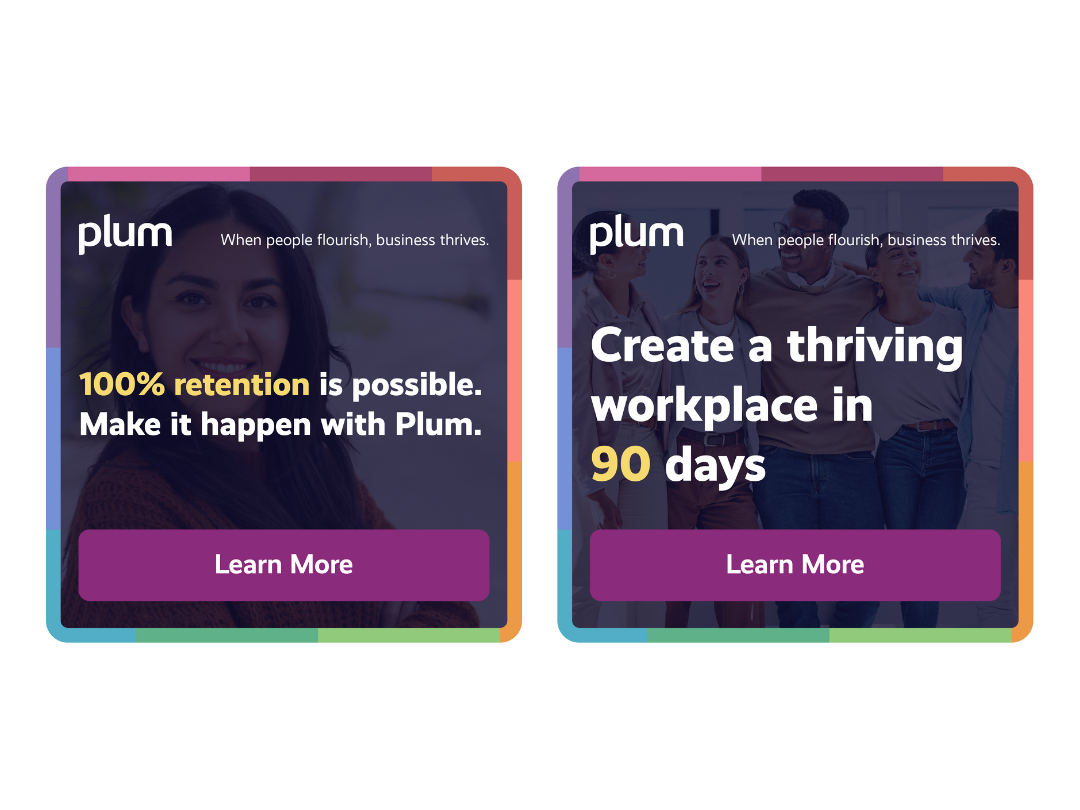 plum
When people flourish, business thrives.
100% retention is possible.
Make it happen with Plum.
Learn More
plum
When people flourish, business thrives.
Create a thriving
workplace in
90 days
Learn More